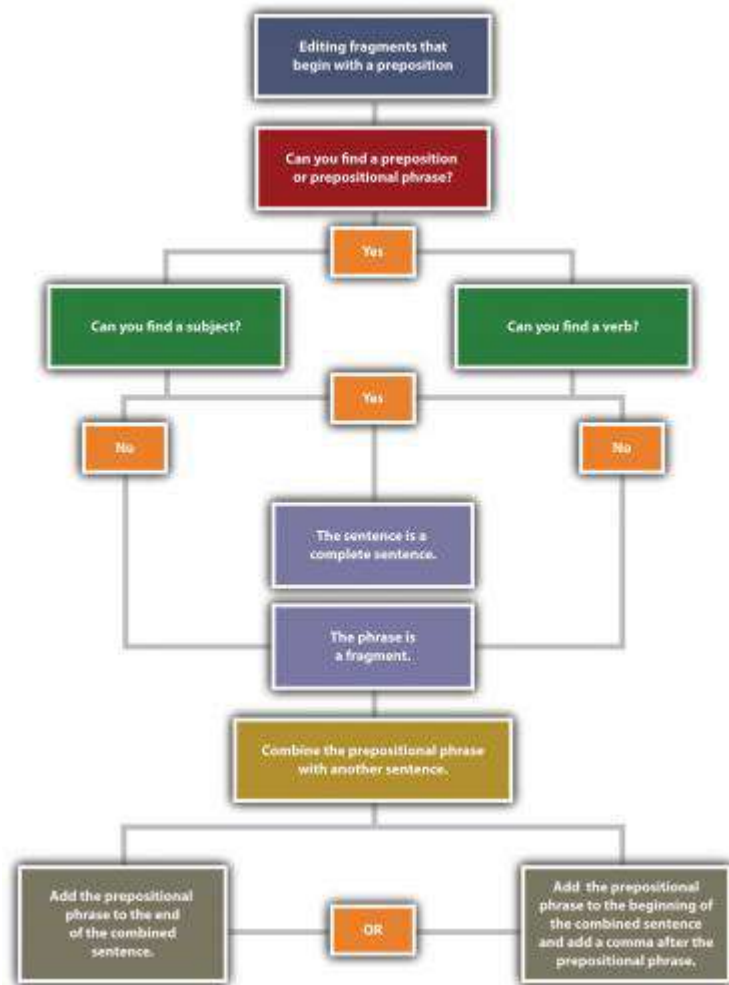 Editing fragments that
begin with a preposition
Can you find a preposition
or prepositional phrase?
Yes
Can you find a subject?
Can you find a verb?
Yes
No
No
The sentence is a
complete sentence.
The phrase is
a fragment.
Combine the prepositional phrase
with another sentence.
Add the prepositional
phrase to the end
of the combined
sentence.
OR
Add the prepositional
phrase to the beginning of
the combined sentence
and add a comma after the
prepositional phrase.